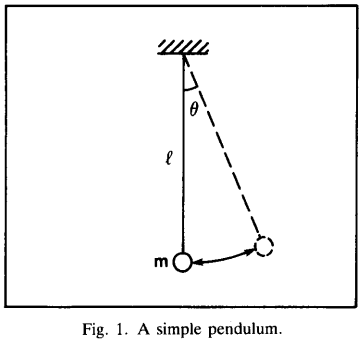 θ
ℓ
m
Fig. 1. A simple pendulum.